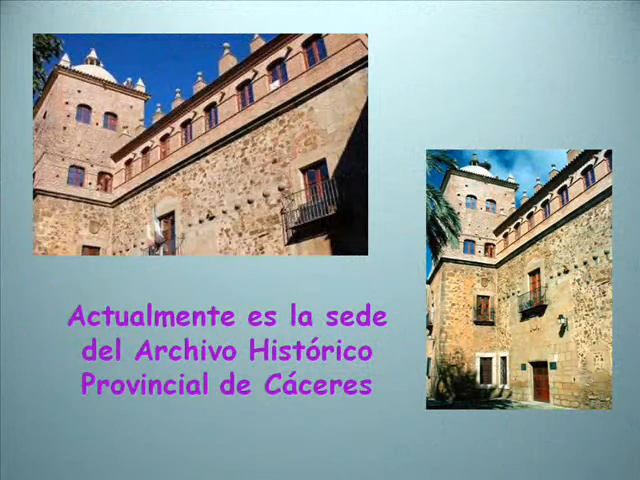 Actualmente es la sede
del Archivo Histórico
Provincial de Cáceres